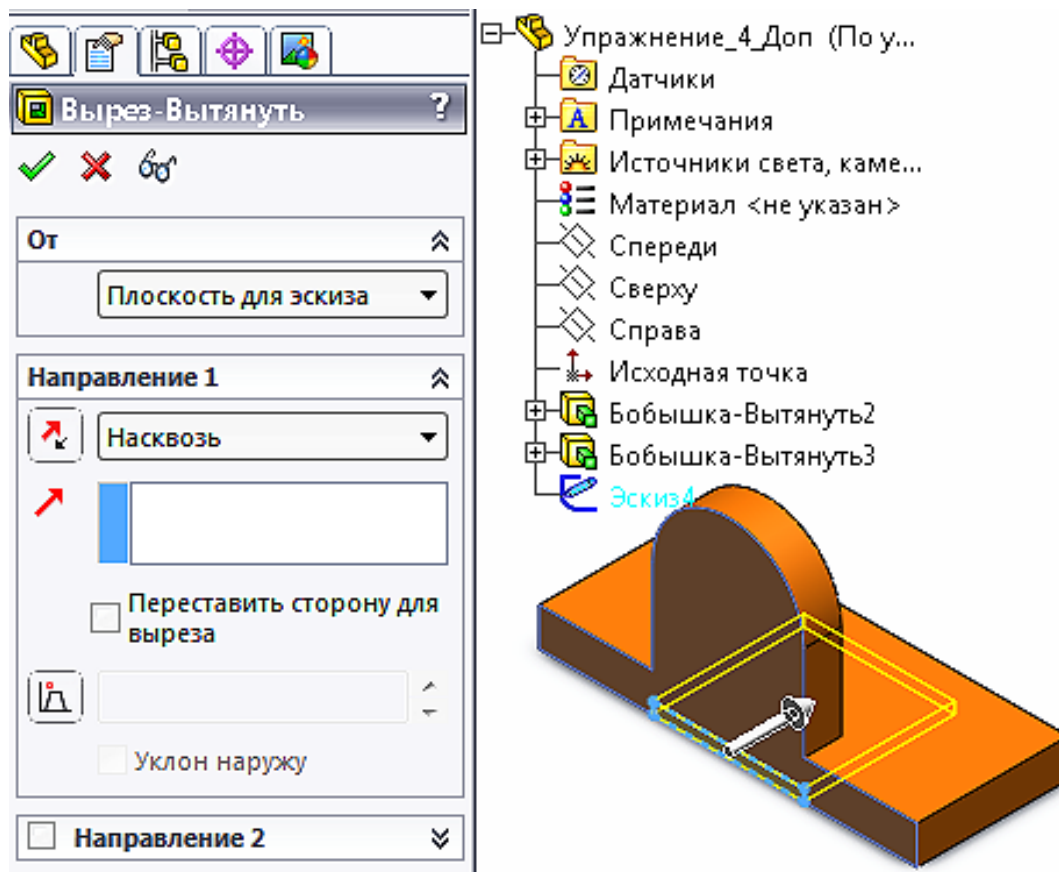 Вырез-Вытянуть ?
От
Плоскость для эскиза
Направление 1
Насквозь
Переставить сторону для
выреза
Уклон наружу
Направление 2
Упражнение_4_Доп (По у...
Датчики
A Примечания
Источники света, каме...
Материал <не указан>
Спереди
Сверху
Справа
Исходная точка
Бобышка-Вытянуть2
Бобышка-Вытянуть3
Эскиз4